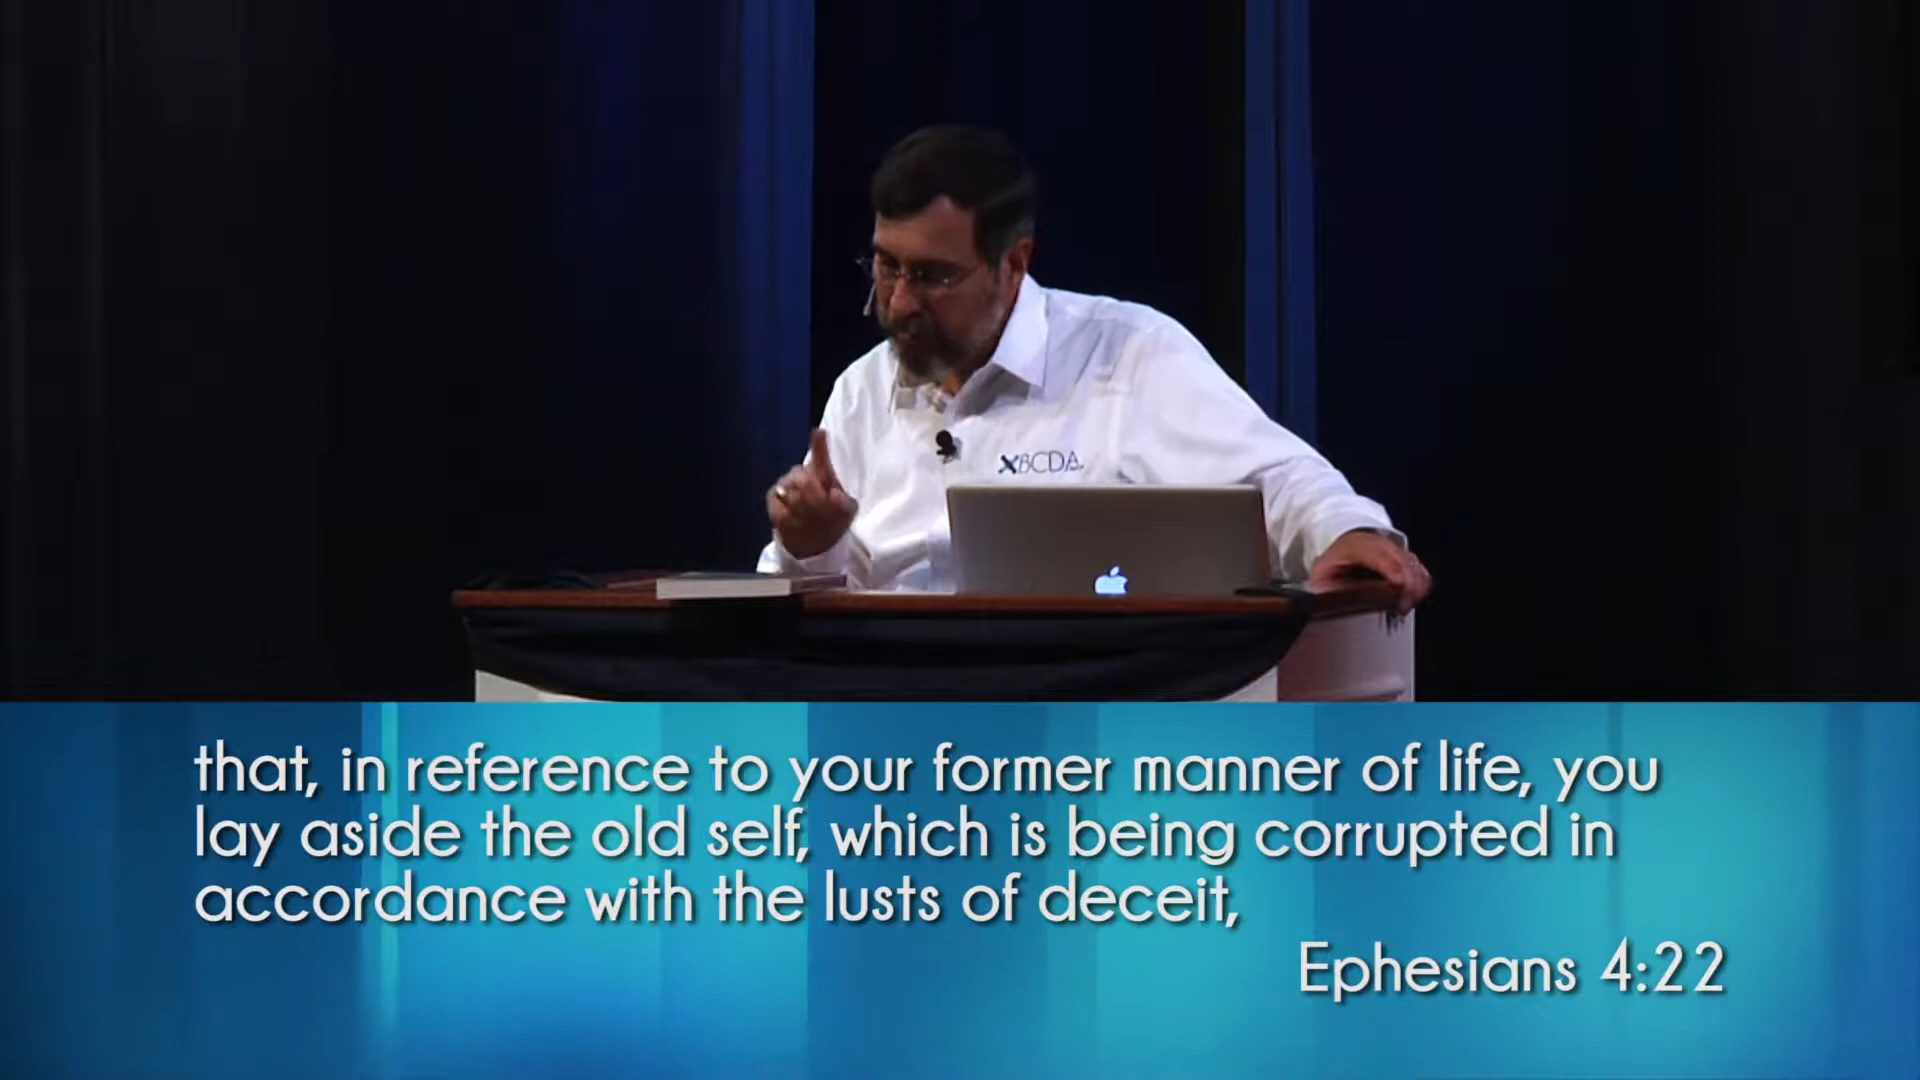 XBCDA
that, in reference to your former manner of life, you
lay aside the old self, which is being corrupted in
accordance with the lusts of deceit,
Ephesians 4:22